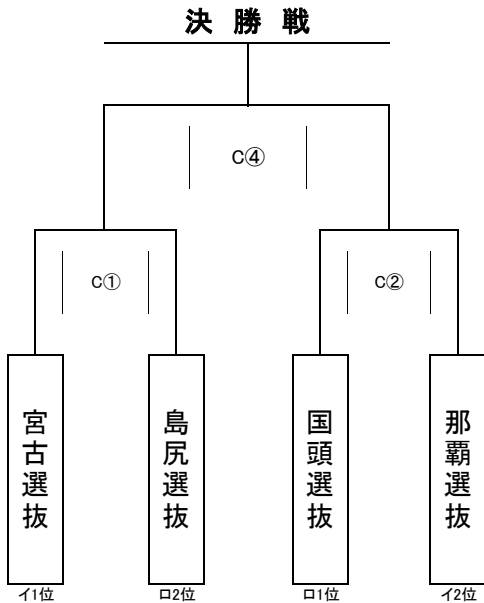 決勝戦
C④
C①
C②
宮古選抜
島尻選抜
国頭選抜
那覇選抜
イ1位
ロ2位
ロ1位
イ2位